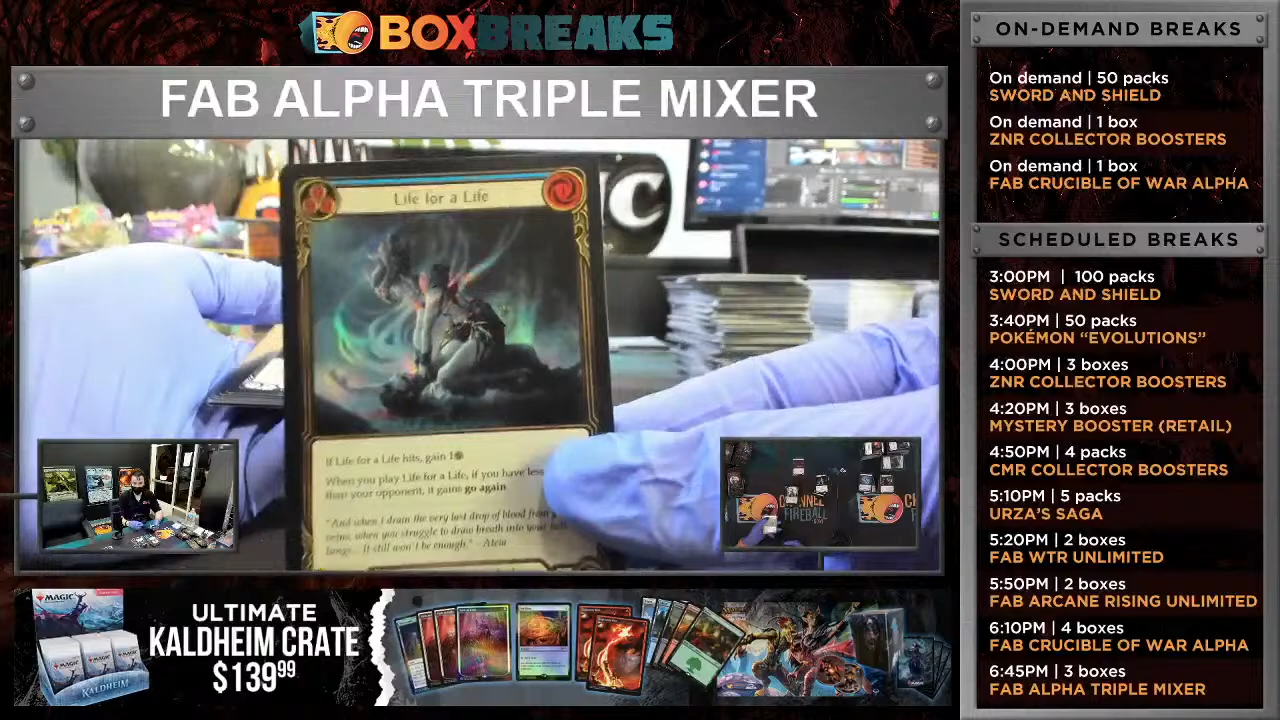 BOXBREAKS
FAB ALPHA TRIPLE MIXER
Life for a Life
If Life for a Life hits, gain 1
When you play Life for a Life, if you have less
than your opponent, it gains go again
"And when I drain the very last drop of blood from
veins, when you struggle to draw breath into your
lungs... It still won't be enough." - Ateia
CHANNEL
FIREBALL
MAGIC
KALDHEIM
ULTIMATE
KALDHEIM CRATE
$139.99
ON-DEMAND BREAKS
On demand | 50 packs
SWORD AND SHIELD
On demand | 1 box
ZNR COLLECTOR BOOSTERS
On demand | 1 box
FAB CRUCIBLE OF WAR ALPHA
SCHEDULED BREAKS
3:00PM | 100 packs
SWORD AND SHIELD
3:40PM | 50 packs
POKÉMON “EVOLUTIONS”
4:00PM | 3 boxes
ZNR COLLECTOR BOOSTERS
4:20PM | 3 boxes
MYSTERY BOOSTER (RETAIL)
4:50PM | 4 packs
CMR COLLECTOR BOOSTERS
5:10PM | 5 packs
URZA'S SAGA
5:20PM | 2 boxes
FAB WTR UNLIMITED
5:50PM | 2 boxes
FAB ARCANE RISING UNLIMITED
6:10PM | 4 boxes
FAB CRUCIBLE OF WAR ALPHA
6:45PM | 3 boxes
FAB ALPHA TRIPLE MIXER